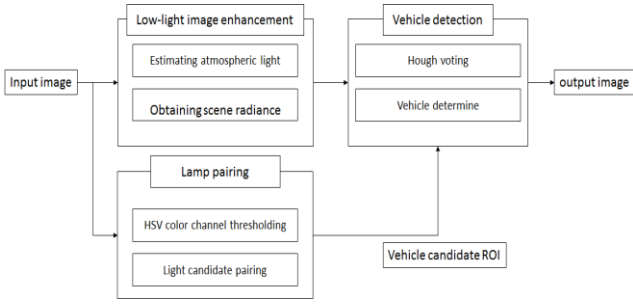 Low-light image enhancement
Estimating atmospheric light
Obtaining scene radiance
Vehicle detection
Hough voting
Vehicle determine
Input image
output image
Lamp pairing
HSV color channel thresholding
Light candidate pairing
Vehicle candidate ROI